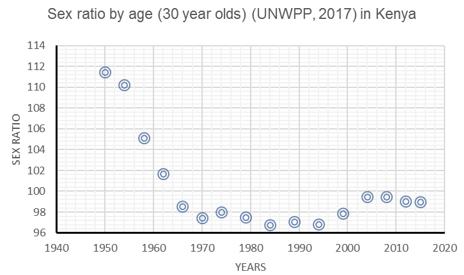 Sex ratio by age (30 year olds) (UNWPP, 2017) in Kenya
114
112
110
108
106
104
102
100
98
96
SEX RATIO
1940 1950 1960 1970 1980 1990 2000 2010 2020
YEARS